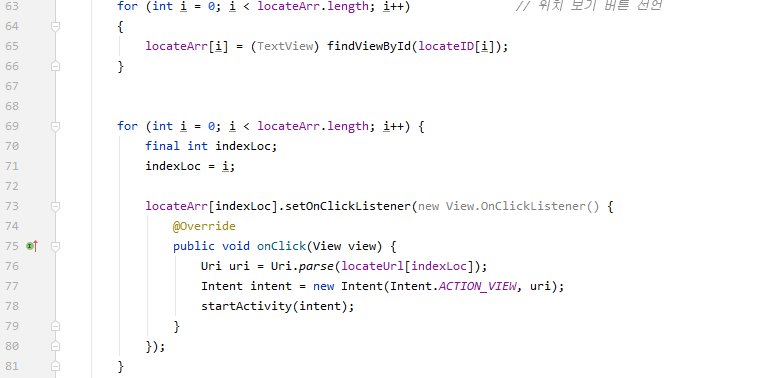 63 for (int i = 0; i < locateArr.length; i++) // 위치 보기 버튼 선언
64 {
65 locateArr[i] = (TextView) findViewById(locateID[i]);
66 }
67
68
69 for (int i = 0; i < locateArr.length; i++) {
70 final int indexLoc;
71 indexLoc = i;
72
73 locateArr[indexLoc].setOnClickListener(new View.OnClickListener() {
74 @Override
75 public void onClick(View view) {
76 Uri uri = Uri.parse(locateUrl[indexLoc]);
77 Intent intent = new Intent(Intent.ACTION_VIEW, uri);
78 startActivity(intent);
79 }
80 });
81 }